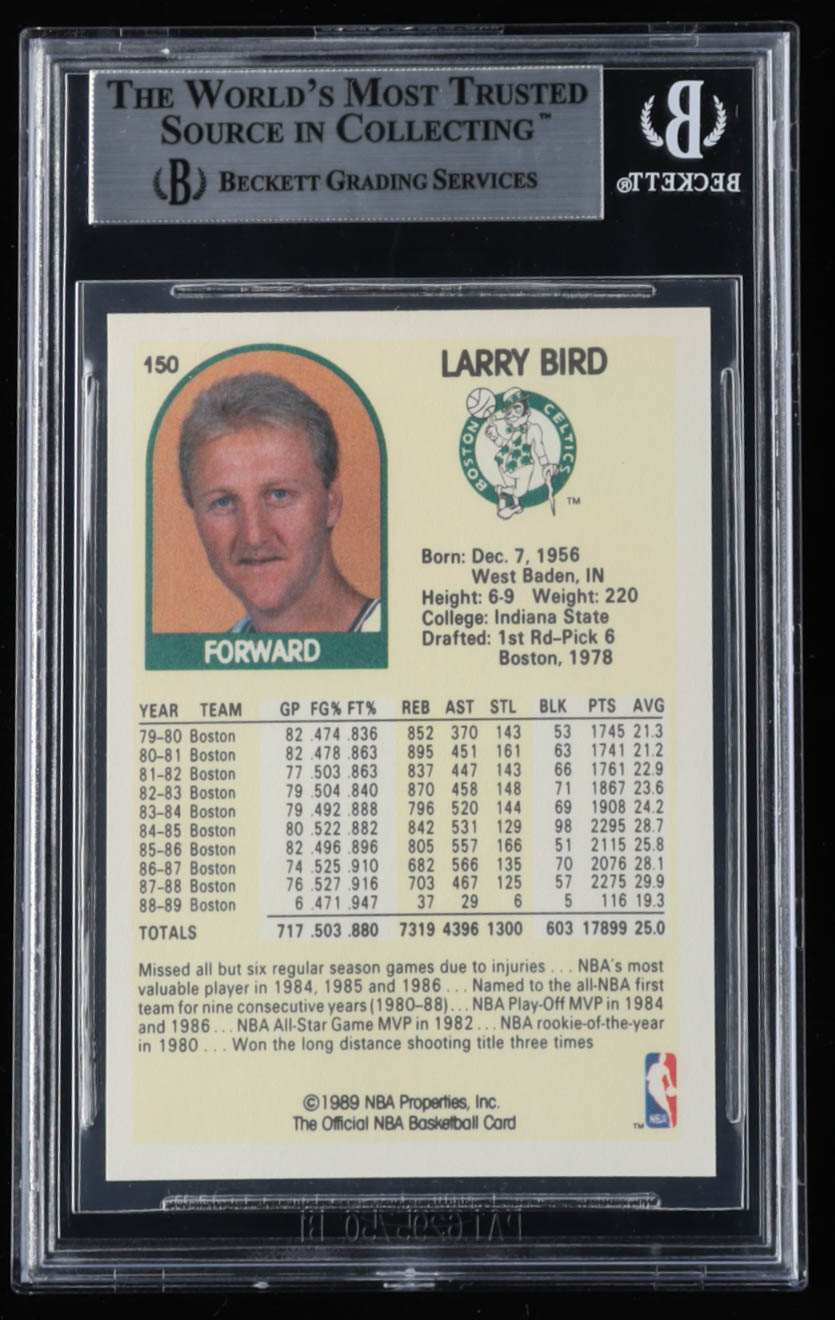 THE WORLD'S MOST TRUSTED
SOURCE IN COLLECTING™
B BECKETT GRADING SERVICES
B
BECKETT®
150
LARRY BIRD
BOSTON CELTICS
TM
FORWARD
Born: Dec. 7, 1956
West Baden, IN
Height: 6-9 Weight: 220
College: Indiana State
Drafted: 1st Rd-Pick 6
Boston, 1978
YEAR TEAM GP FG% FT% REB AST STL BLK PTS AVG
79-80 Boston 82 .474 .836 852 370 143 53 1745 21.3
80-81 Boston 82 .478 .863 895 451 161 63 1741 21.2
81-82 Boston 77 .503 .863 837 447 143 66 1761 22.9
82-83 Boston 79 .504 .840 870 458 148 71 1867 23.6
83-84 Boston 79 .492 .888 796 520 144 69 1908 24.2
84-85 Boston 80 .522 .882 842 531 129 98 2295 28.7
85-86 Boston 82 .496 .896 805 557 166 51 2115 25.8
86-87 Boston 74 .525 .910 682 566 135 70 2076 28.1
87-88 Boston 76 .527 .916 703 467 125 57 2275 29.9
88-89 Boston 6 .471 .947 37 29 6 5 116 19.3
TOTALS 717 .503 .880 7319 4396 1300 603 17899 25.0
Missed all but six regular season games due to injuries . . . NBA's most
valuable player in 1984, 1985 and 1986 . . . Named to the all-NBA first
team for nine consecutive years (1980-88) . . . NBA Play-Off MVP in 1984
and 1986 . . . NBA All-Star Game MVP in 1982 . . . NBA rookie-of-the-year
in 1980 . . . Won the long distance shooting title three times
©1989 NBA Properties, Inc.
The Official NBA Basketball Card
TM NBA